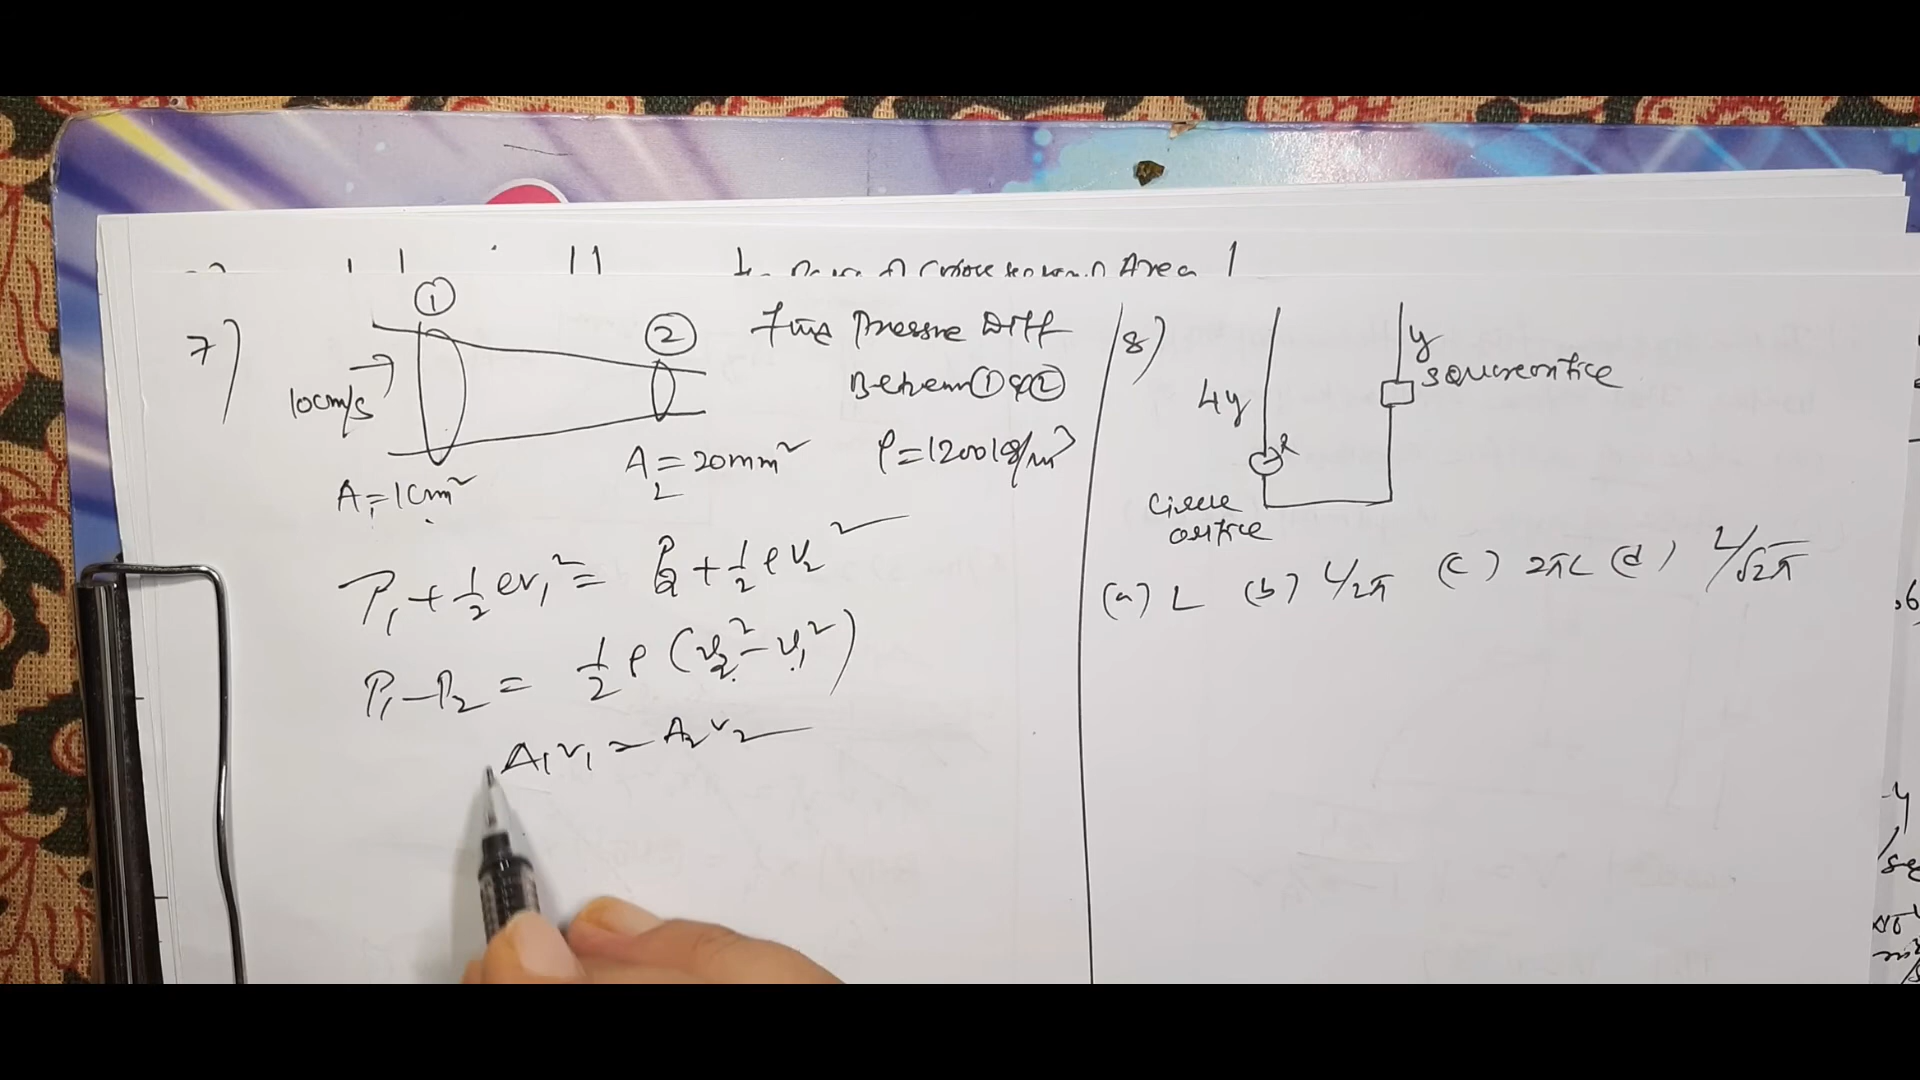 Area
7)
①
②
10cm/s
A₁=1cm²
A₂=20mm²
Find Pressure Diff
Between ① & ②
ρ=1200kg/m³
P₁+½ρv₁²=P₂+½ρv₂²
P₁-P₂=½ρ(v₂²-v₁²)
A₁v₁=A₂v₂
8)
4y
R
Circle
orifice
y
square orifice
(a) L (b) L/2π (c) 2πL (d) L/√2π